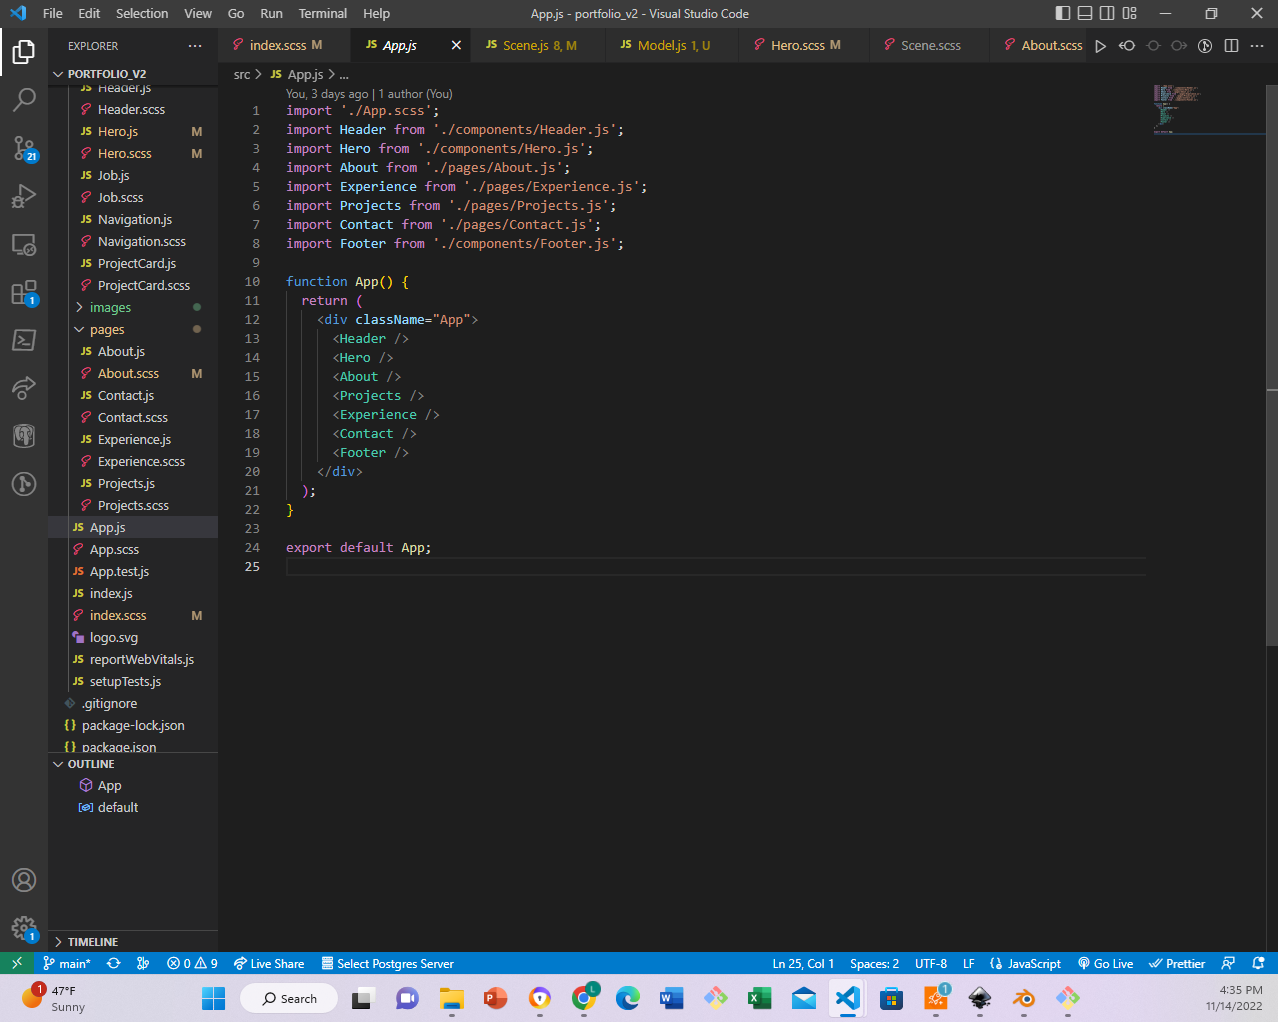 File Edit Selection View Go Run Terminal Help
App.js - portfolio_v2 - Visual Studio Code
EXPLORER
index.scss M
JS App.js
JS Scene.js 8, M
JS Model.js 1, U
Hero.scss M
Scene.scss
About.scss
PORTFOLIO_V2
JS Header.js
Header.scss
JS Hero.js M
Hero.scss M
JS Job.js
Job.scss
JS Navigation.js
Navigation.scss
JS ProjectCard.js
ProjectCard.scss
images
pages
JS About.js
About.scss M
JS Contact.js
Contact.scss
JS Experience.js
Experience.scss
JS Projects.js
Projects.scss
JS App.js
App.scss
JS App.test.js
JS index.js
index.scss M
logo.svg
JS reportWebVitals.js
JS setupTests.js
.gitignore
{} package-lock.json
{} package.json
OUTLINE
App
default
TIMELINE
21
1
1
src > JS App.js > ...
You, 3 days ago | 1 author (You)
1 import './App.scss';
2 import Header from './components/Header.js';
3 import Hero from './components/Hero.js';
4 import About from './pages/About.js';
5 import Experience from './pages/Experience.js';
6 import Projects from './pages/Projects.js';
7 import Contact from './pages/Contact.js';
8 import Footer from './components/Footer.js';
9
10 function App() {
11 return (
12 <div className="App">
13 <Header />
14 <Hero />
15 <About />
16 <Projects />
17 <Experience />
18 <Contact />
19 <Footer />
20 </div>
21 );
22 }
23
24 export default App;
25
main* 0 9 Live Share Select Postgres Server
Ln 25, Col 1 Spaces: 2 UTF-8 LF {} JavaScript Go Live Prettier
1 47°F
Sunny
Search
L
1
4:35 PM
11/14/2022